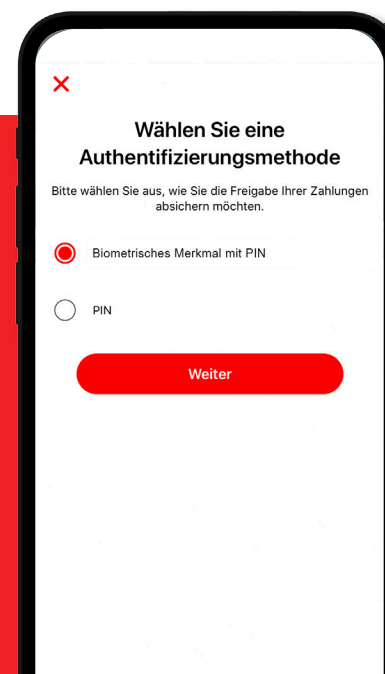 Wählen Sie eine
Authentifizierungsmethode
Bitte wählen Sie aus, wie Sie die Freigabe Ihrer Zahlungen
absichern möchten.
Biometrisches Merkmal mit PIN
PIN
Weiter